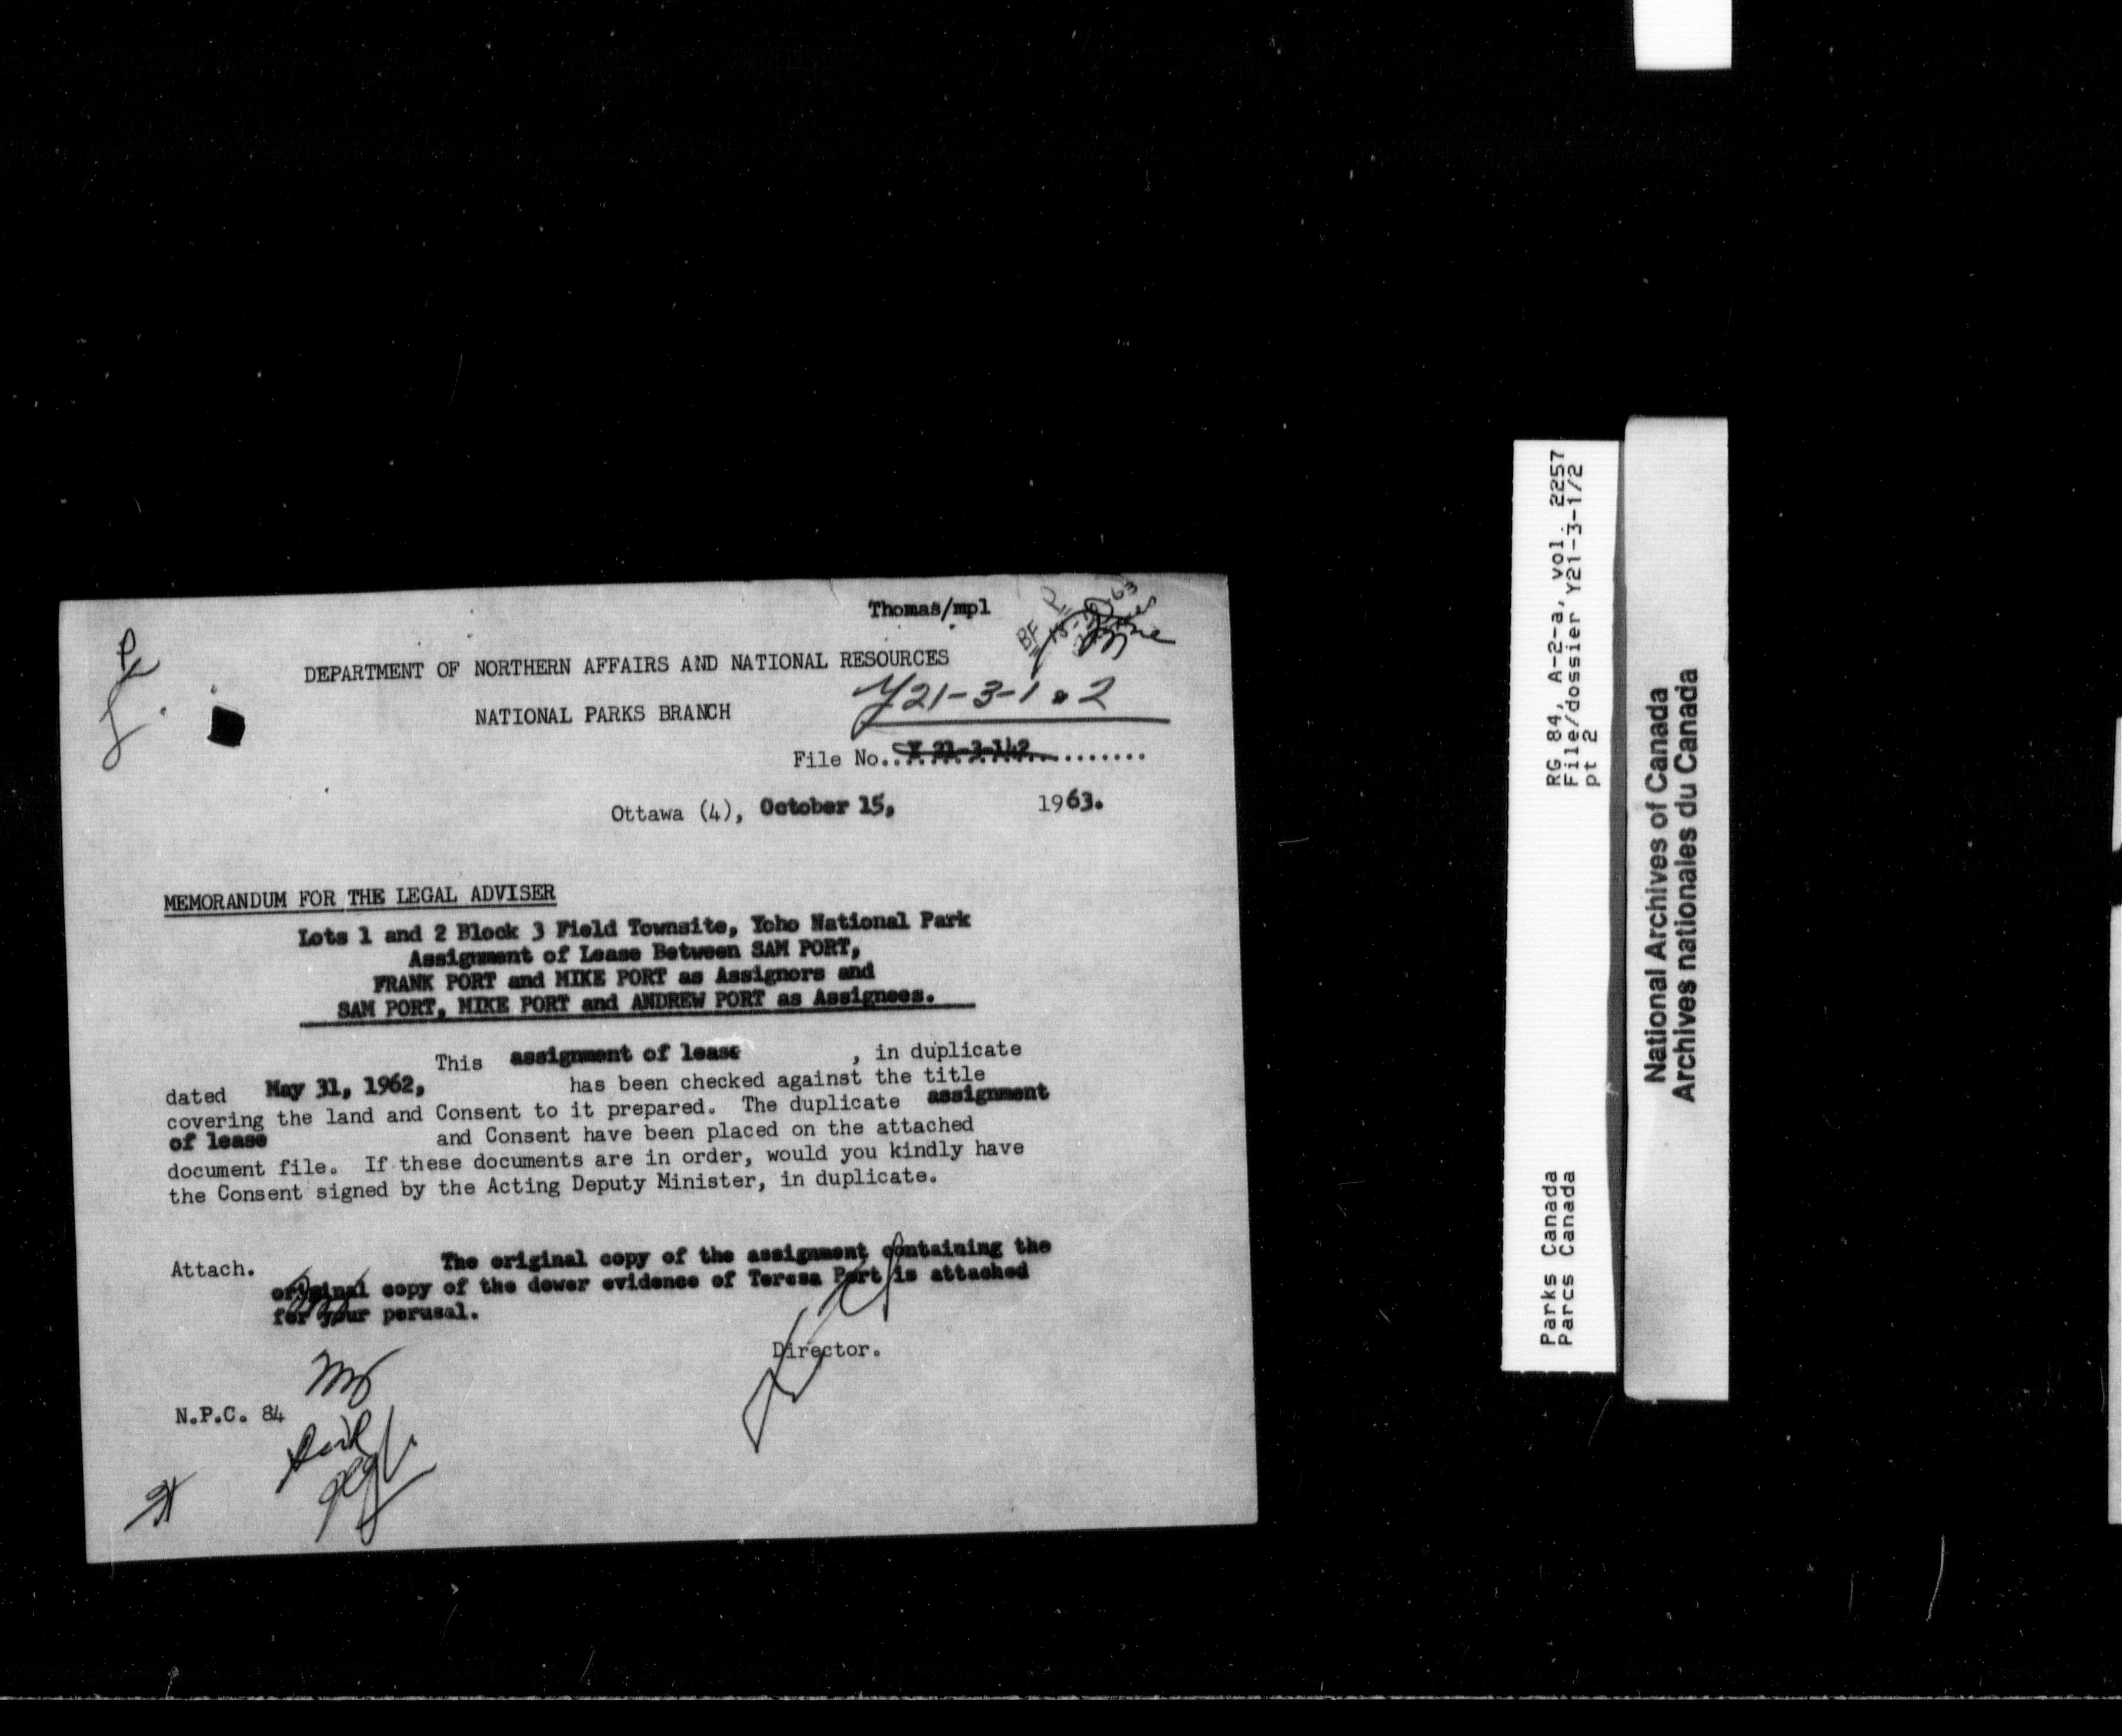 Thomas/mpl
BF
DEPARTMENT OF NORTHERN AFFAIRS AND NATIONAL RESOURCES
Y21-3-1 & 2
NATIONAL PARKS BRANCH
File No. Y 21-3-1&2
Ottawa (4), October 15, 1963.
MEMORANDUM FOR THE LEGAL ADVISER
Lots 1 and 2 Block 3 Field Townsite, Yoho National Park
Assignment of Lease Between SAM PORT,
FRANK PORT and MIKE PORT as Assignors and
SAM PORT, MIKE PORT and ANDREW PORT as Assignees.
This assignment of lease , in duplicate
dated May 31, 1962, has been checked against the title
covering the land and Consent to it prepared. The duplicate assignment
of lease and Consent have been placed on the attached
document file. If these documents are in order, would you kindly have
the Consent signed by the Acting Deputy Minister, in duplicate.
Attach. The original copy of the assignment containing the
original copy of the dower evidence of Teresa Port is attached
for your perusal.
Director.
N.P.C. 84
RG 84, A-2-a, vol. 2257
File/dossier Y21-3-1/2
pt 2
Parks Canada
Parcs Canada
National Archives of Canada
Archives nationales du Canada